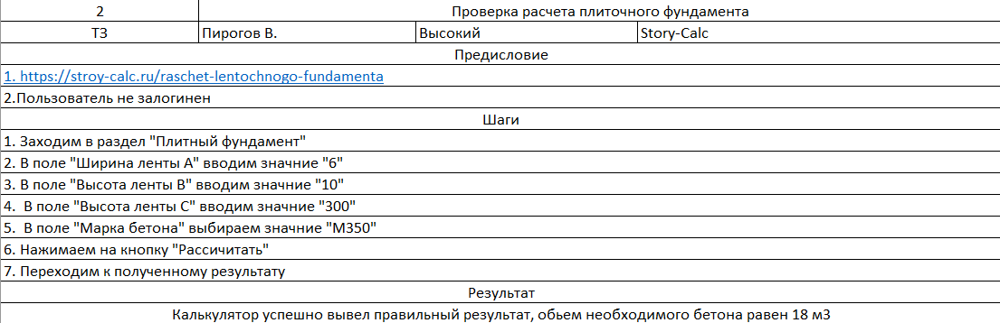 2 Проверка расчета плиточного фундамента
ТЗ Пирогов В. Высокий Story-Calc
Предисловие
1. https://stroy-calc.ru/raschet-lentochnogo-fundamenta
2.Пользователь не залогинен
Шаги
1. Заходим в раздел "Плитный фундамент"
2. В поле "Ширина ленты А" вводим значние "6"
3. В поле "Высота ленты В" вводим значние "10"
4.  В поле "Высота ленты С" вводим значние "300"
5.  В поле "Марка бетона" выбираем значние "М350"
6. Нажимаем на кнопку "Рассичитать"
7. Переходим к полученному результату
Результат
Калькулятор успешно вывел правильный результат, обьем необходимого бетона равен 18 м3